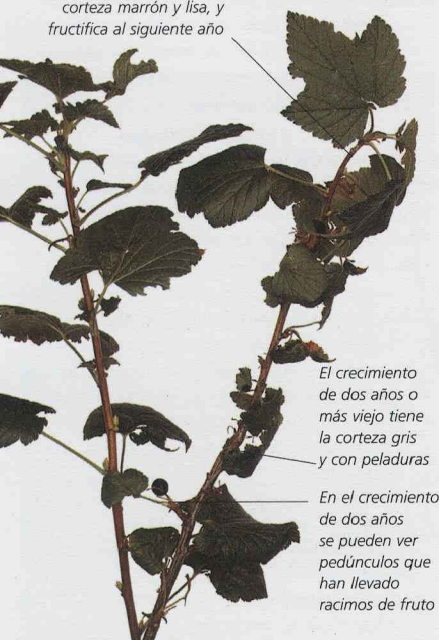 corteza marrón y lisa, y
fructifica al siguiente año
El crecimiento
de dos años o
más viejo tiene
la corteza gris
y con peladuras
En el crecimiento
de dos años
se pueden ver
pedúnculos que
han llevado
racimos de fruto